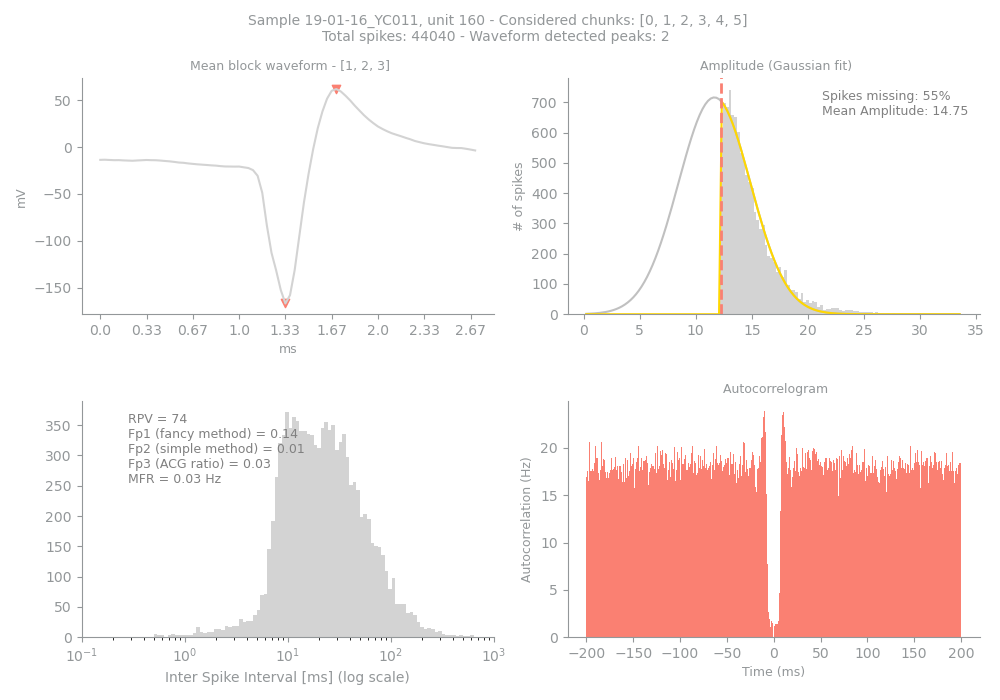 Sample 19-01-16_YC011, unit 160 - Considered chunks: [0, 1, 2, 3, 4, 5]
Total spikes: 44040 - Waveform detected peaks: 2
Mean block waveform - [1, 2, 3]
50
0
−50
−100
−150
mV
0.0 0.33 0.67 1.0 1.33 1.67 2.0 2.33 2.67
ms
Amplitude (Gaussian fit)
Spikes missing: 55%
Mean Amplitude: 14.75
700
600
500
400
300
200
100
0
# of spikes
0 5 10 15 20 25 30 35
RPV = 74
Fp1 (fancy method) = 0.14
Fp2 (simple method) = 0.01
Fp3 (ACG ratio) = 0.03
MFR = 0.03 Hz
350
300
250
200
150
100
50
0
10⁻¹ 10⁰ 10¹ 10² 10³
Inter Spike Interval [ms] (log scale)
Autocorrelogram
20
15
10
5
0
Autocorrelation (Hz)
−200 −150 −100 −50 0 50 100 150 200
Time (ms)